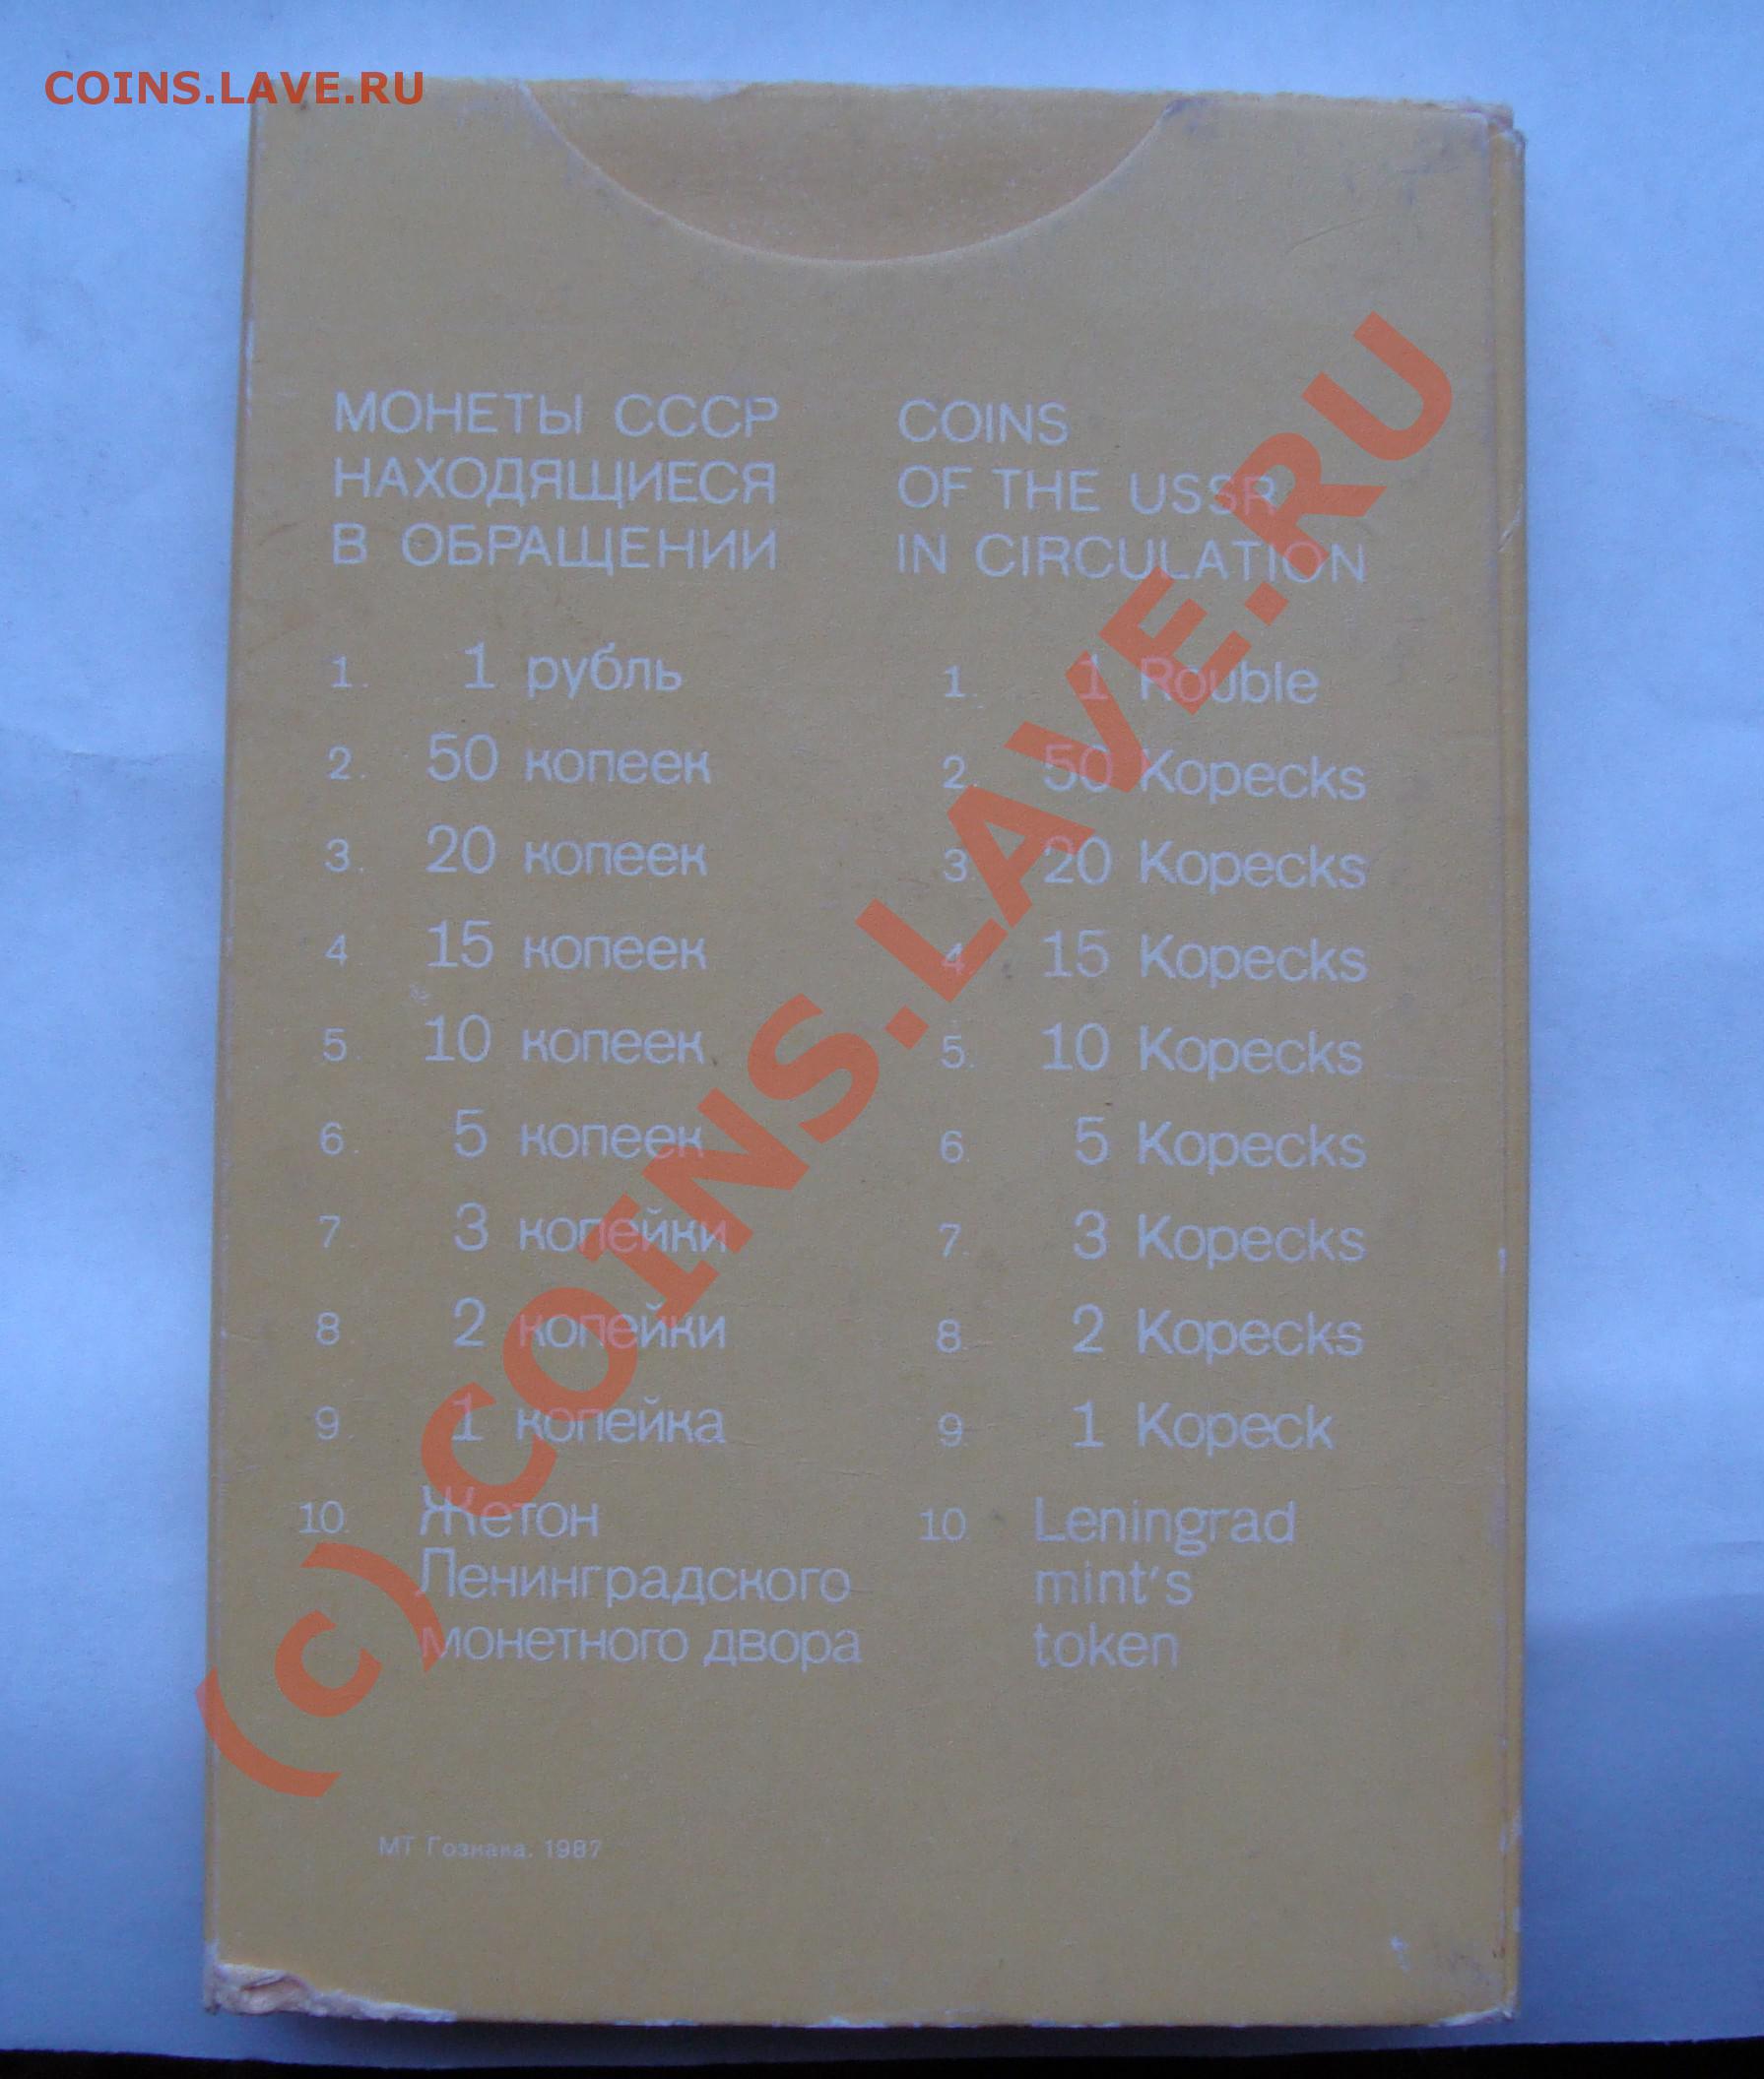 COINS.LAVE.RU
МОНЕТЫ СССР
НАХОДЯЩИЕСЯ
В ОБРАЩЕНИИ
1. 1 рубль
2. 50 копеек
3. 20 копеек
4 15 копеек
5. 10 копеек
6. 5 копеек
7. 3 копейки
8 2 копейки
9. 1 копейка
10. Жетон
Ленинградского
монетного двора
COINS
OF THE USSR
IN CIRCULATION
1. 1 Rouble
2. 50 Kopecks
3 20 Kopecks
4 15 Kopecks
5. 10 Kopecks
6. 5 Kopecks
7. 3 Kopecks
8. 2 Kopecks
9. 1 Kopeck
10. Leningrad
mint's
token
МТ Гознака. 1987
(c) COINS.LAVE.RU